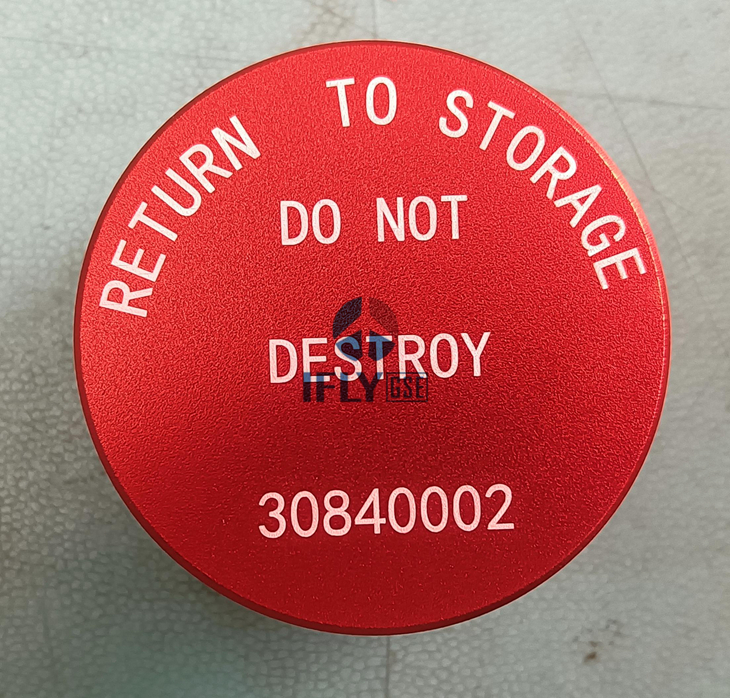 RETURN TO STORAGE
DO NOT
DESTROY
IFLY GSE
30840002